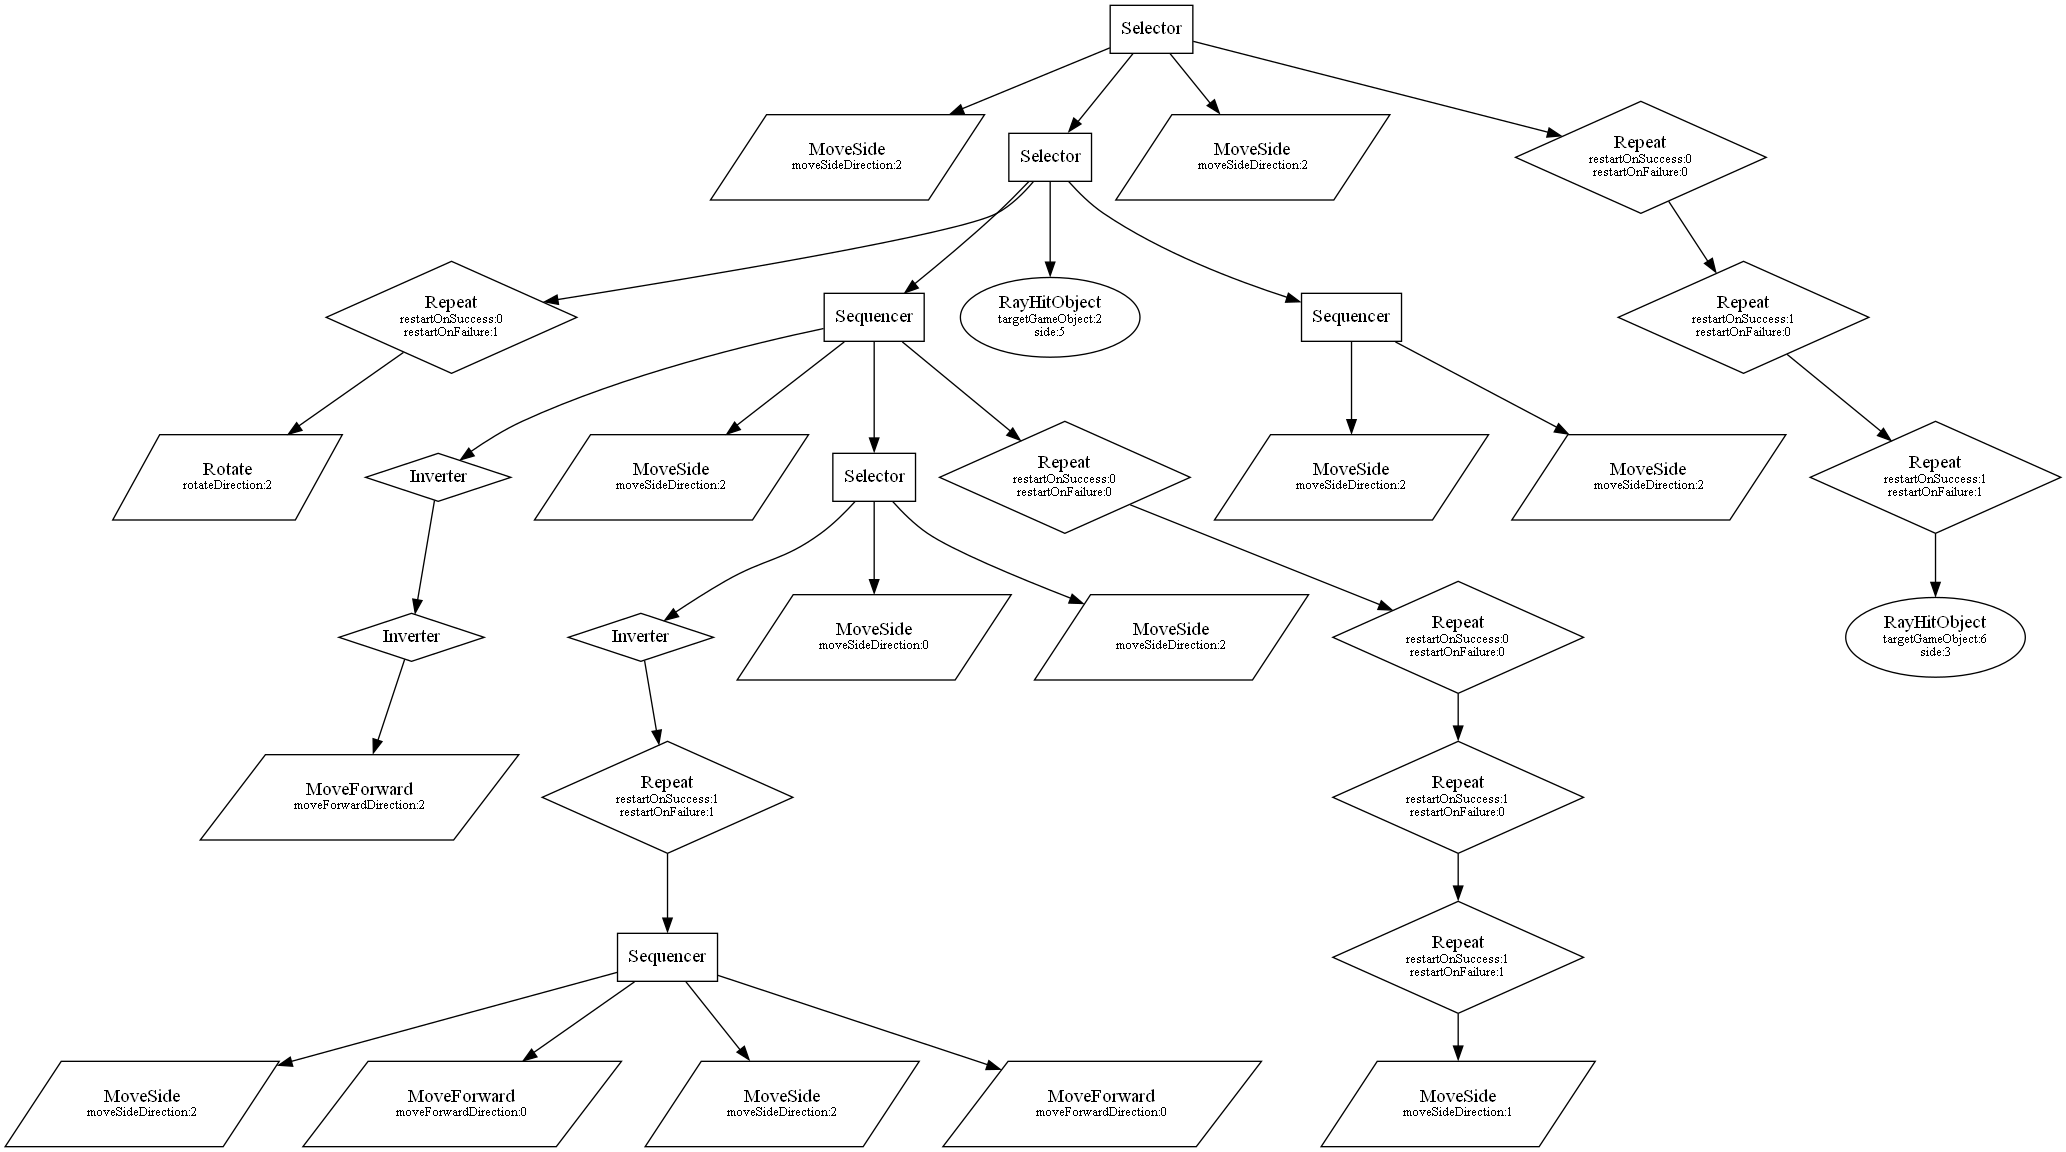 Selector
MoveSide
moveSideDirection:2
Selector
MoveSide
moveSideDirection:2
Repeat
restartOnSuccess:0
restartOnFailure:0
Repeat
restartOnSuccess:0
restartOnFailure:1
Sequencer
RayHitObject
targetGameObject:2
side:5
Sequencer
Repeat
restartOnSuccess:1
restartOnFailure:0
Rotate
rotateDirection:2
Inverter
MoveSide
moveSideDirection:2
Selector
Repeat
restartOnSuccess:0
restartOnFailure:0
MoveSide
moveSideDirection:2
MoveSide
moveSideDirection:2
Repeat
restartOnSuccess:1
restartOnFailure:1
Inverter
Inverter
MoveSide
moveSideDirection:0
MoveSide
moveSideDirection:2
Repeat
restartOnSuccess:0
restartOnFailure:0
RayHitObject
targetGameObject:6
side:3
MoveForward
moveForwardDirection:2
Repeat
restartOnSuccess:1
restartOnFailure:1
Repeat
restartOnSuccess:1
restartOnFailure:0
Sequencer
Repeat
restartOnSuccess:1
restartOnFailure:1
MoveSide
moveSideDirection:2
MoveForward
moveForwardDirection:0
MoveSide
moveSideDirection:2
MoveForward
moveForwardDirection:0
MoveSide
moveSideDirection:1